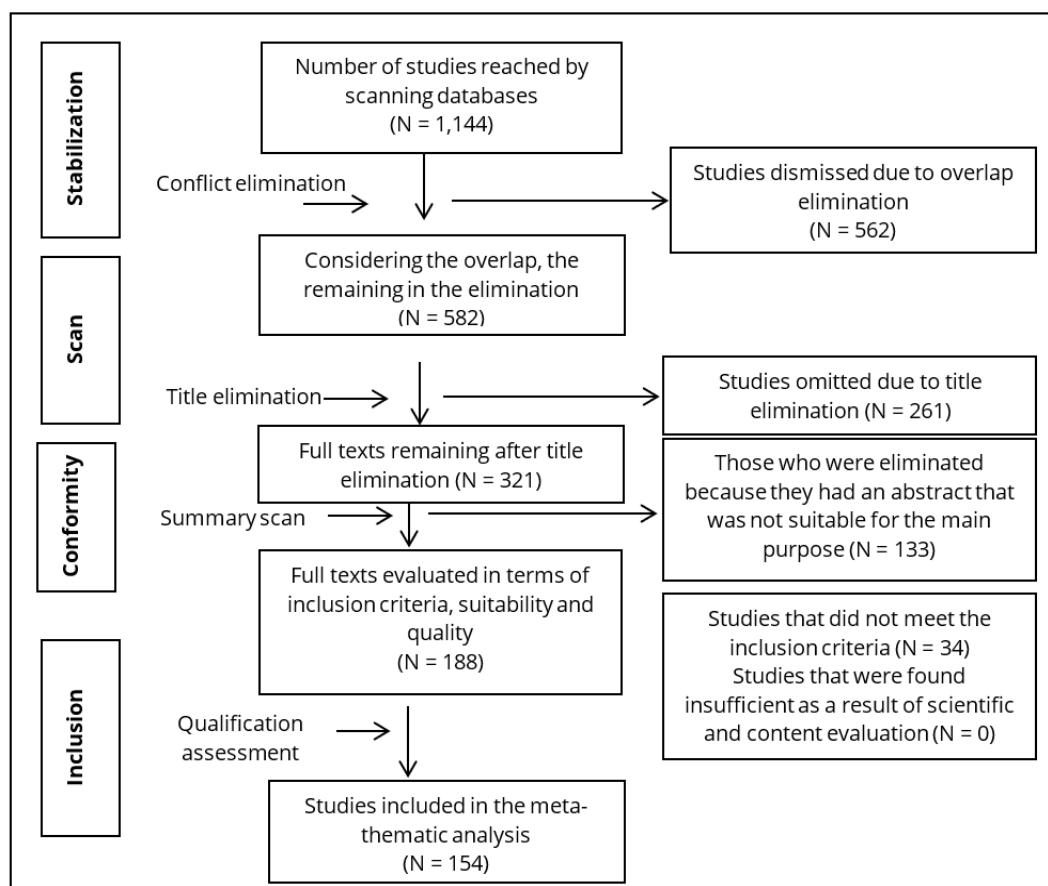 Stabilization
Number of studies reached by
scanning databases
(N = 1,144)
Conflict elimination
Studies dismissed due to overlap
elimination
(N = 562)
Scan
Considering the overlap, the
remaining in the elimination
(N = 582)
Title elimination
Studies omitted due to title
elimination (N = 261)
Conformity
Full texts remaining after title
elimination (N = 321)
Summary scan
Those who were eliminated
because they had an abstract that
was not suitable for the main
purpose (N = 133)
Full texts evaluated in terms of
inclusion criteria, suitability and
quality
(N = 188)
Studies that did not meet the
inclusion criteria (N = 34)
Studies that were found
insufficient as a result of scientific
and content evaluation (N = 0)
Inclusion
Qualification
assessment
Studies included in the meta-
thematic analysis
(N = 154)